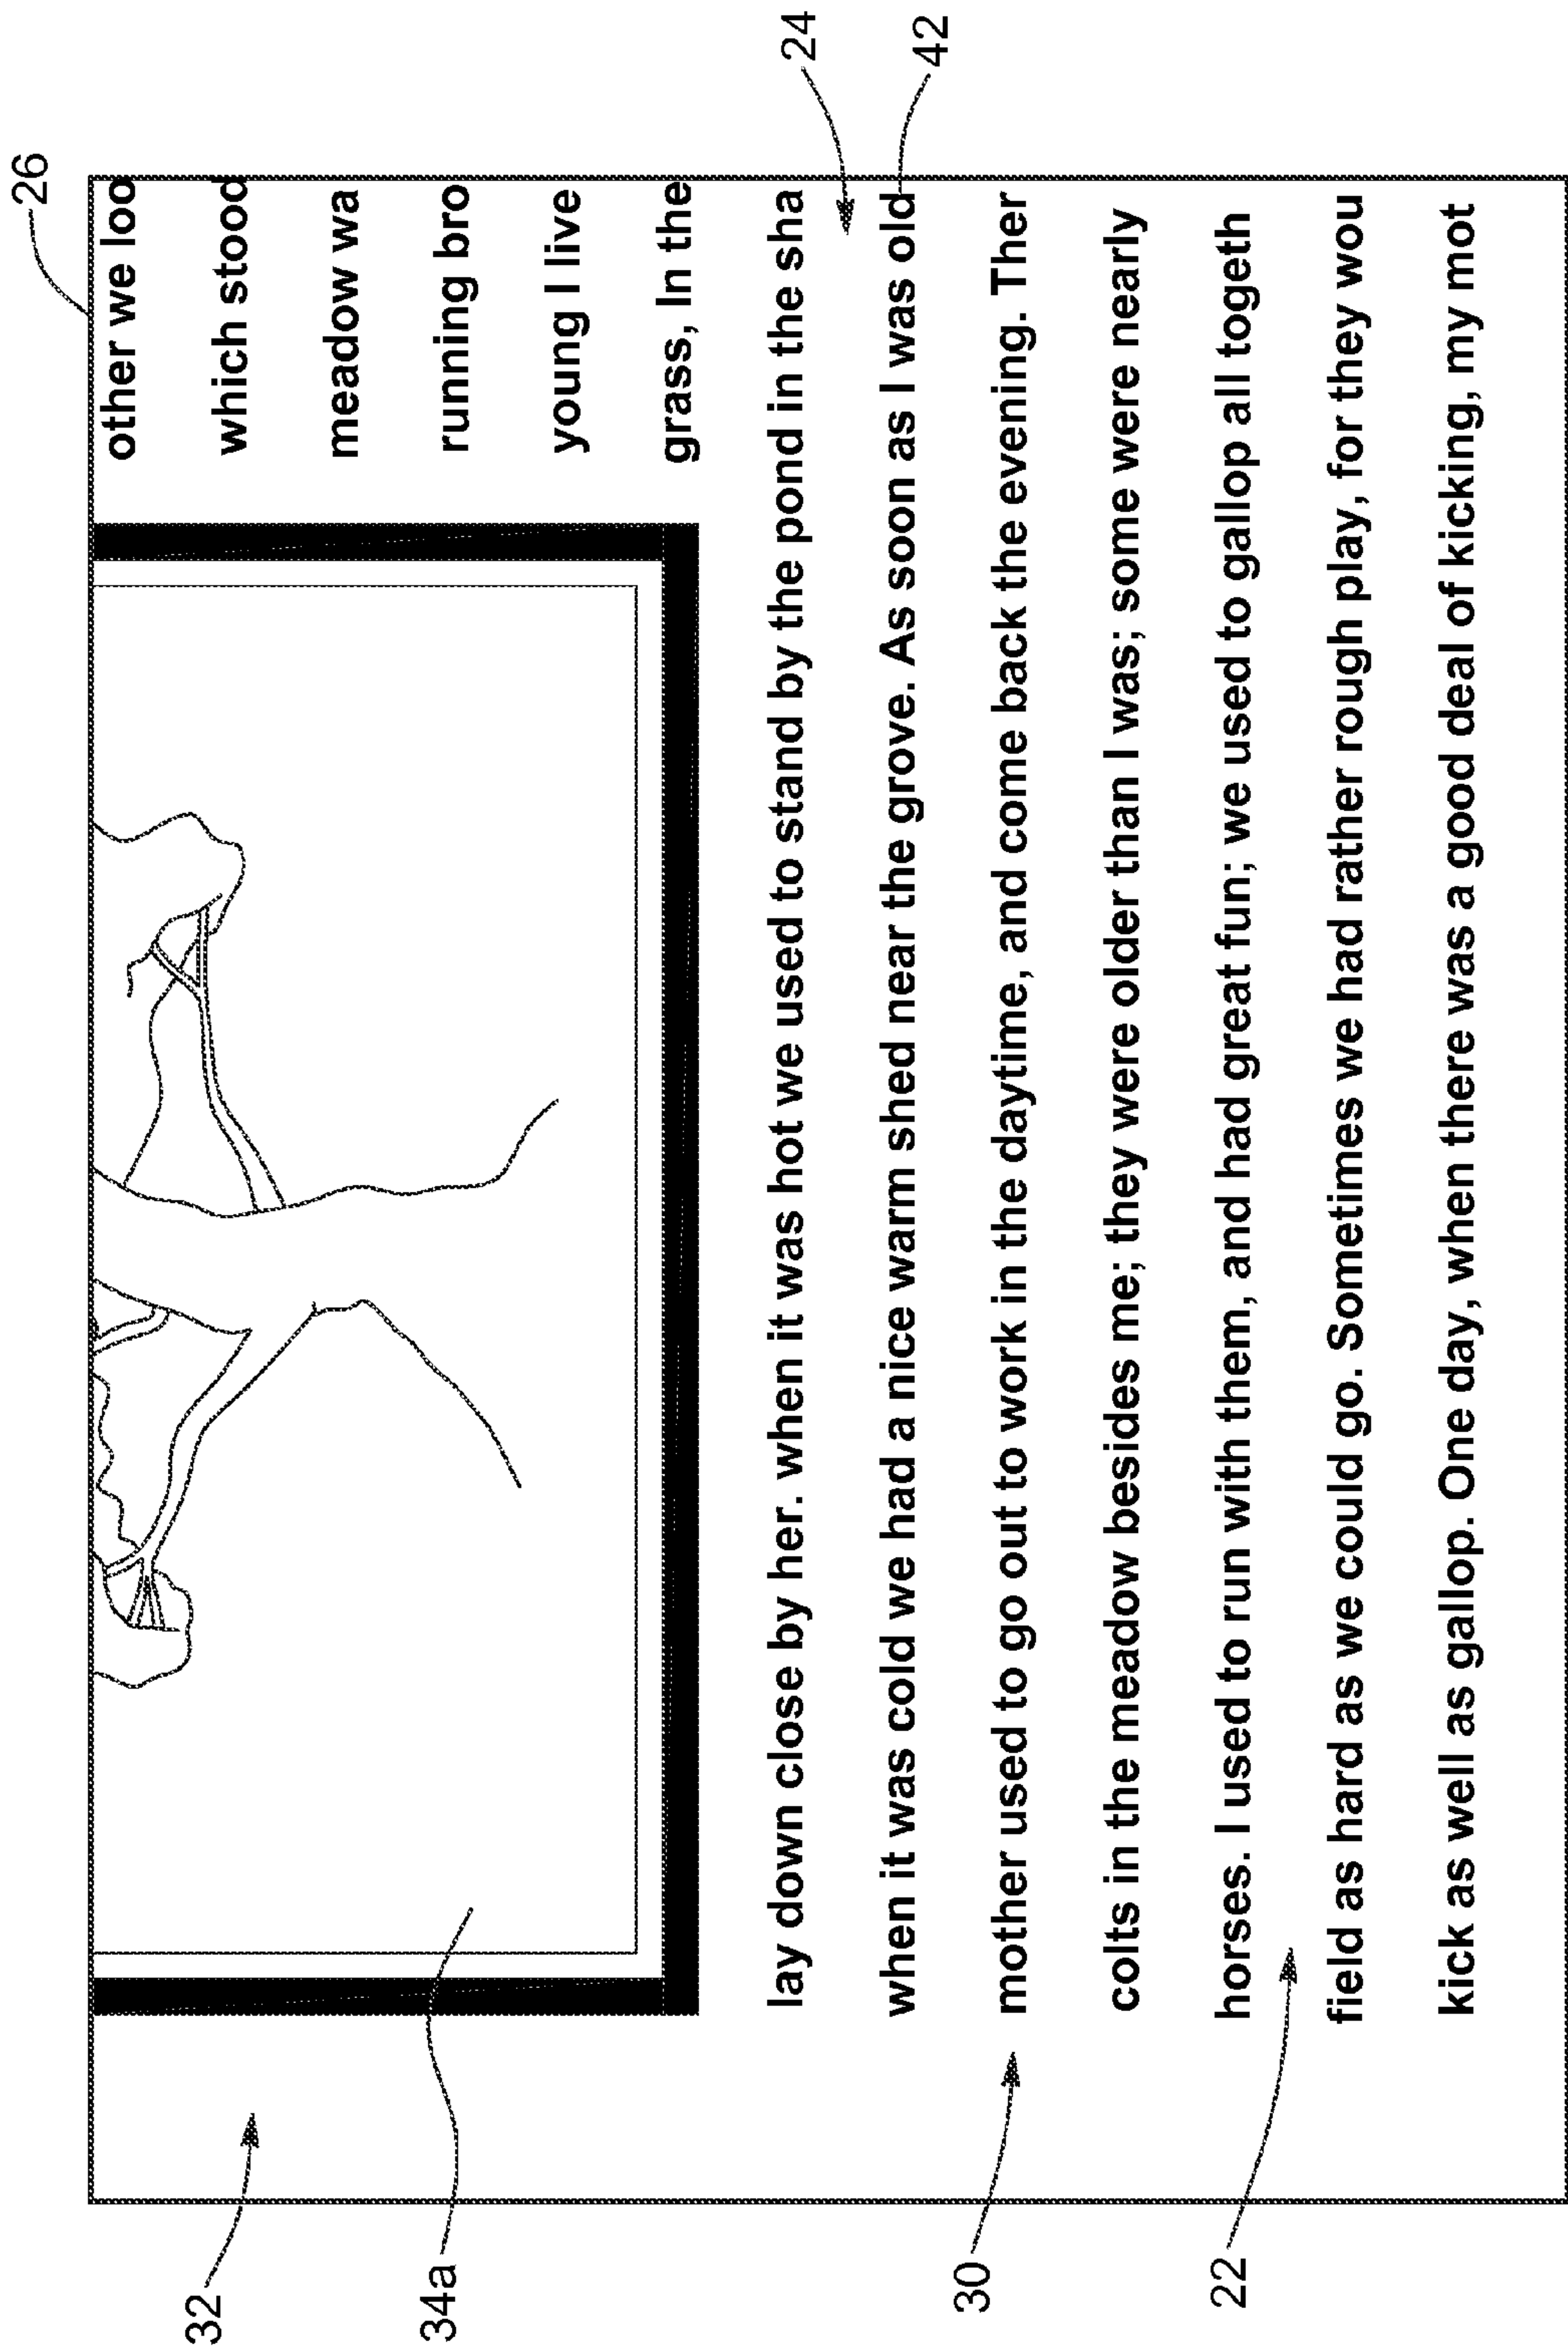 26
other we loo
which stood
meadow wa
running bro
young I live
grass, In the
lay down close by her. when it was hot we used to stand by the pond in the sha
when it was cold we had a nice warm shed near the grove. As soon as I was old
mother used to go out to work in the daytime, and come back the evening. Ther
colts in the meadow besides me; they were older than I was; some were nearly
horses. I used to run with them, and had great fun; we used to gallop all togeth
field as hard as we could go. Sometimes we had rather rough play, for they wou
kick as well as gallop. One day, when there was a good deal of kicking, my mot
24
42
32
34a
30
22